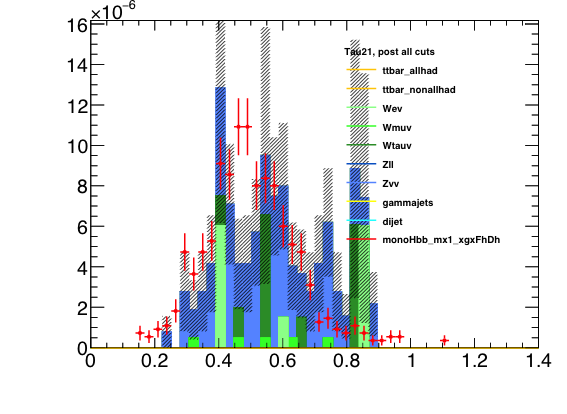 ×10⁻⁶
16
14
12
10
8
6
4
2
0
Tau21, post all cuts
ttbar_allhad
ttbar_nonallhad
Wev
Wmuv
Wtauv
Zll
Zvv
gammajets
dijet
monoHbb_mx1_xgxFhDh
0 0.2 0.4 0.6 0.8 1 1.2 1.4